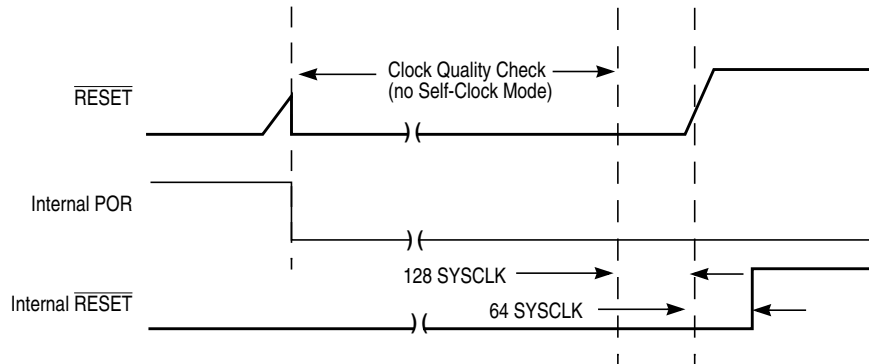 Clock Quality Check
(no Self-Clock Mode)
RESET
)(
Internal POR
)(
128 SYSCLK
Internal RESET
64 SYSCLK
)(